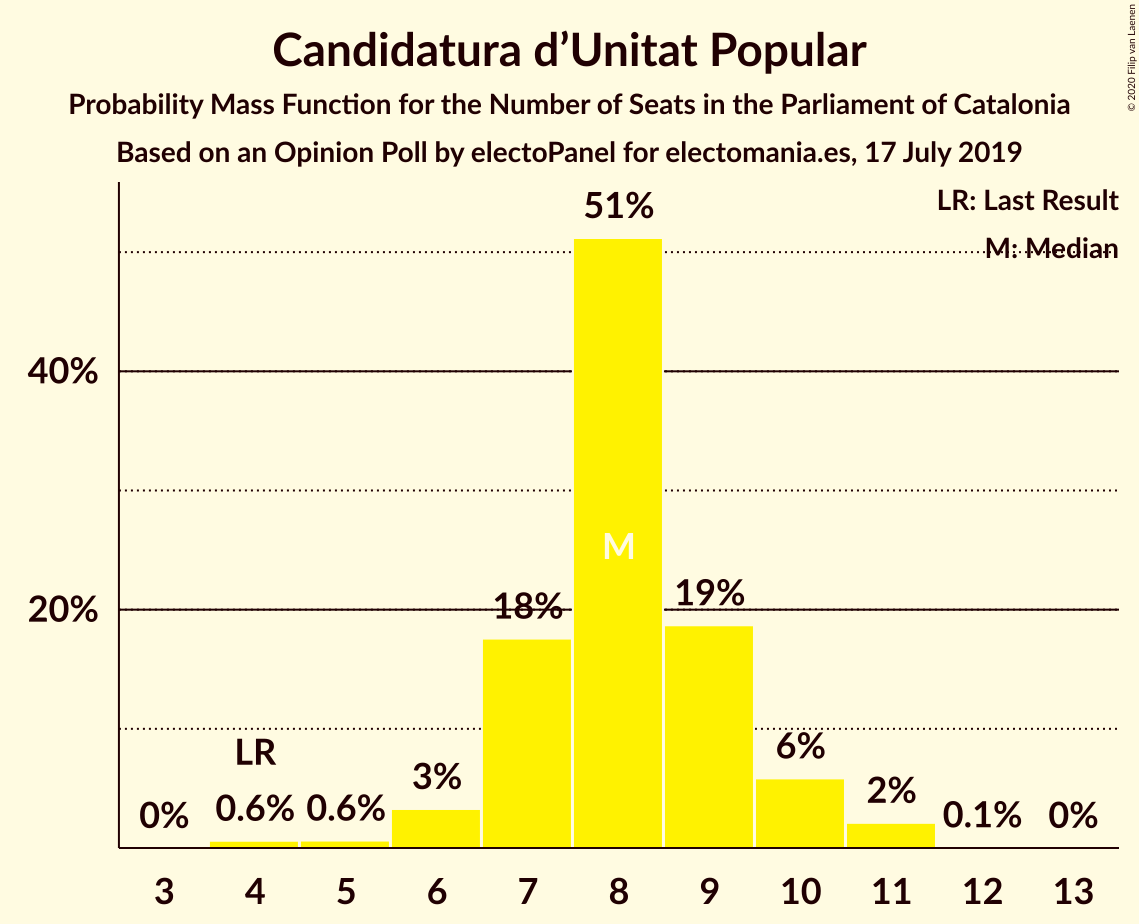 Candidatura d’Unitat Popular
Probability Mass Function for the Number of Seats in the Parliament of Catalonia
Based on an Opinion Poll by electoPanel for electomania.es, 17 July 2019
© 2020 Filip van Laenen
LR: Last Result
M: Median
51%
40%
M
20%
18%
19%
LR
0%
0.6%
0.6%
3%
6%
2%
0.1%
0%
3 4 5 6 7 8 9 10 11 12 13